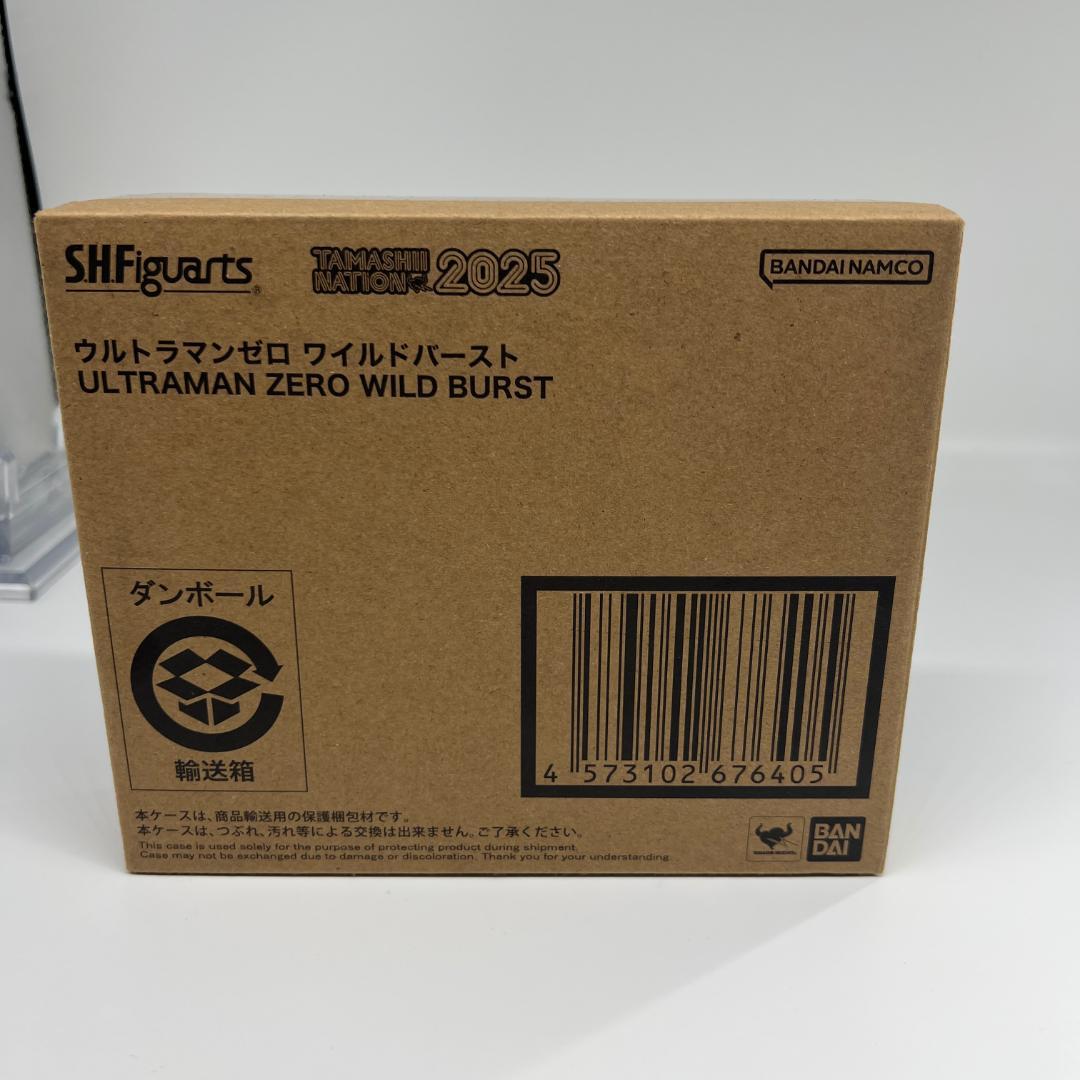 S.H.Figuarts®
TAMASHII NATION 2025
BANDAI NAMCO
ウルトラマンゼロ ワイルドバースト
ULTRAMAN ZERO WILD BURST
ダンボール
輸送箱
4 573102 676405
本ケースは、商品輸送用の保護梱包材です。
本ケースは、つぶれ、汚れ等による交換は出来ません。ご了承ください。
This case is used solely for the purpose of protecting product during shipment.
Case may not be exchanged due to damage or discoloration. Thank you for your understanding.
BAN
DAI